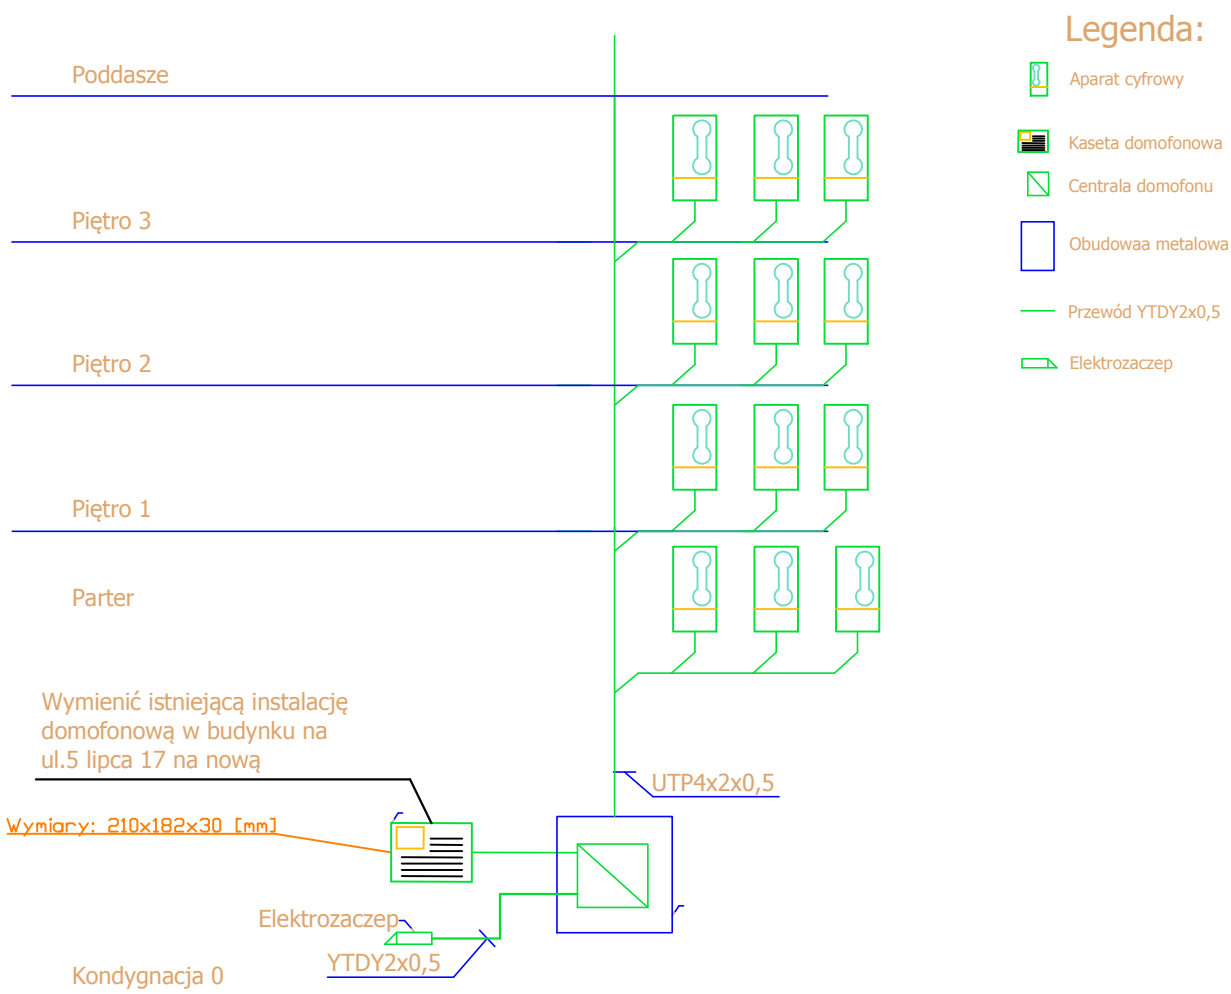 Legenda:
Poddasze
Aparat cyfrowy
Kaseta domofonowa
Centrala domofonu
Piętro 3
Obudowaa metalowa
Przewód YTDY2x0,5
Piętro 2
Elektrozaczep
Piętro 1
Parter
Wymienić istniejącą instalację
domofonową w budynku na
ul.5 lipca 17 na nową
UTP4x2x0,5
Wymiary: 210x182x30 [mm]
Elektrozaczep
YTDY2x0,5
Kondygnacja 0